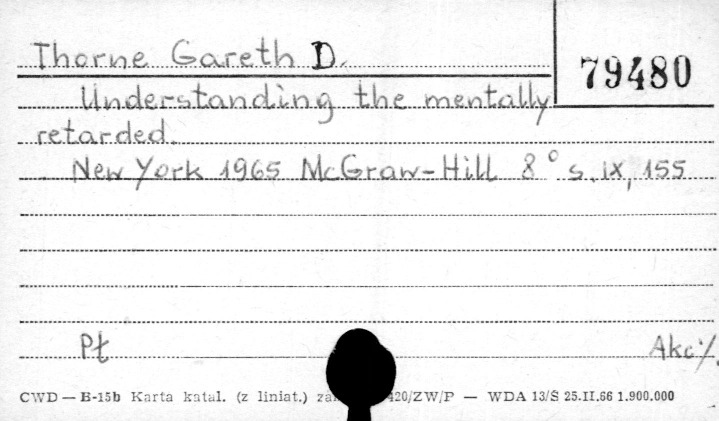 Thorne Gareth D.
79480
Understanding the mentally
retarded.
New York 1965 McGraw-Hill 8° s. ix, 155
Pł
Akc
CWD — B-15b Karta katal. (z liniat.) 420/ZW/P — WDA 13/S 25.II.66 1.900.000